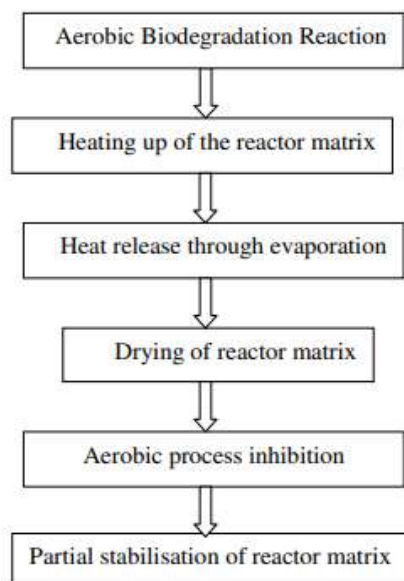 Aerobic Biodegradation Reaction
Heating up of the reactor matrix
Heat release through evaporation
Drying of reactor matrix
Aerobic process inhibition
Partial stabilisation of reactor matrix